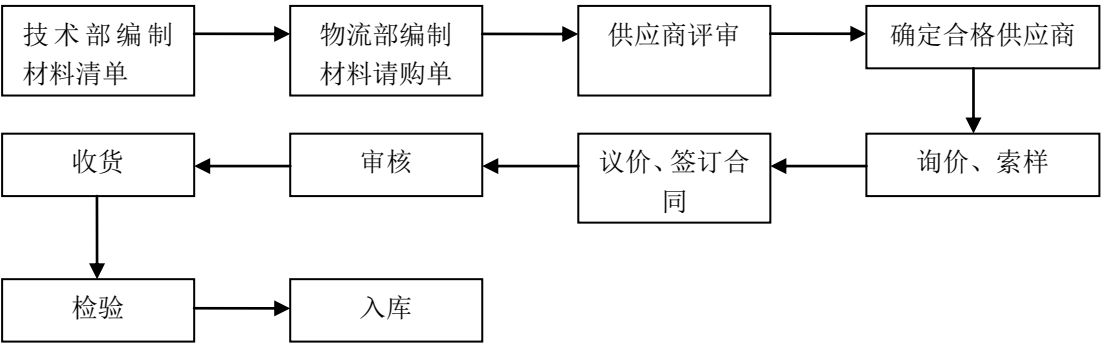 技术部编制
材料清单
物流部编制
材料请购单
供应商评审
确定合格供应商
询价、索样
议价、签订合
同
审核
收货
检验
入库